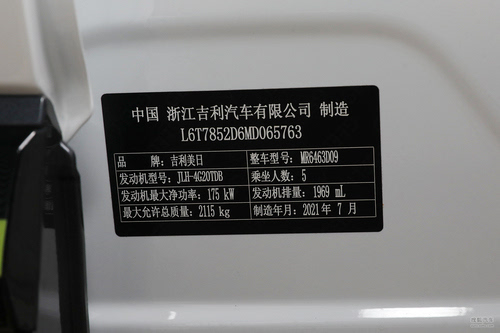 中国 浙江吉利汽车有限公司 制造
L6T7852D6MD065763
品 牌：吉利美日 整车型号：MR6463D09
发动机型号：JLH-4G20TDB 乘坐人数：5
发动机最大净功率：175 kW 发动机排量：1969 mL
最大允许总质量：2115 kg 制造年月：2021 年 7 月